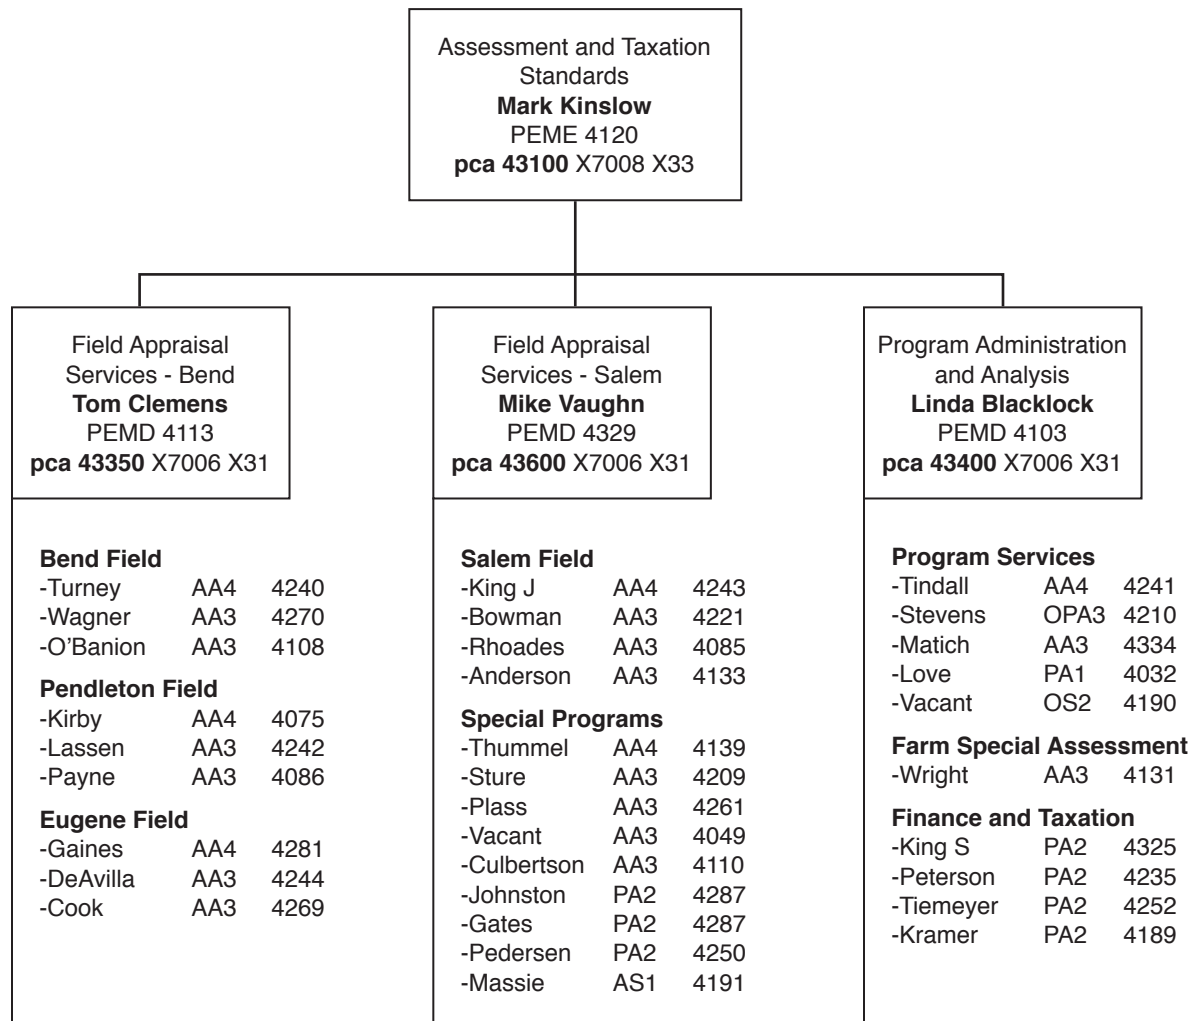 Assessment and Taxation
Standards
Mark Kinslow
PEME 4120
pca 43100 X7008 X33
Field Appraisal
Services - Bend
Tom Clemens
PEMD 4113
pca 43350 X7006 X31
Bend Field
-Turney AA4 4240
-Wagner AA3 4270
-O'Banion AA3 4108
Pendleton Field
-Kirby AA4 4075
-Lassen AA3 4242
-Payne AA3 4086
Eugene Field
-Gaines AA4 4281
-DeAvilla AA3 4244
-Cook AA3 4269
Field Appraisal
Services - Salem
Mike Vaughn
PEMD 4329
pca 43600 X7006 X31
Salem Field
-King J AA4 4243
-Bowman AA3 4221
-Rhoades AA3 4085
-Anderson AA3 4133
Special Programs
-Thummel AA4 4139
-Sture AA3 4209
-Plass AA3 4261
-Vacant AA3 4049
-Culbertson AA3 4110
-Johnston PA2 4287
-Gates PA2 4287
-Pedersen PA2 4250
-Massie AS1 4191
Program Administration
and Analysis
Linda Blacklock
PEMD 4103
pca 43400 X7006 X31
Program Services
-Tindall AA4 4241
-Stevens OPA3 4210
-Matich AA3 4334
-Love PA1 4032
-Vacant OS2 4190
Farm Special Assessment
-Wright AA3 4131
Finance and Taxation
-King S PA2 4325
-Peterson PA2 4235
-Tiemeyer PA2 4252
-Kramer PA2 4189